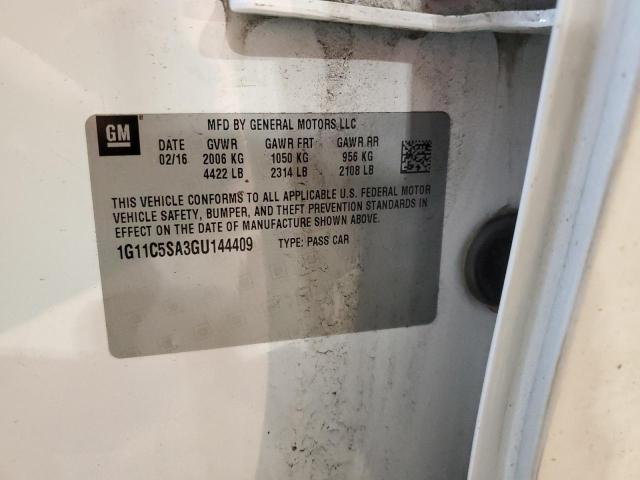 GM
MFD BY GENERAL MOTORS LLC
DATE GVWR GAWR FRT GAWR RR
02/16 2006 KG 1050 KG 956 KG
4422 LB 2314 LB 2108 LB
THIS VEHICLE CONFORMS TO ALL APPLICABLE U.S. FEDERAL MOTOR
VEHICLE SAFETY, BUMPER, AND THEFT PREVENTION STANDARDS IN
EFFECT ON THE DATE OF MANUFACTURE SHOWN ABOVE.
1G11C5SA3GU144409 TYPE: PASS CAR